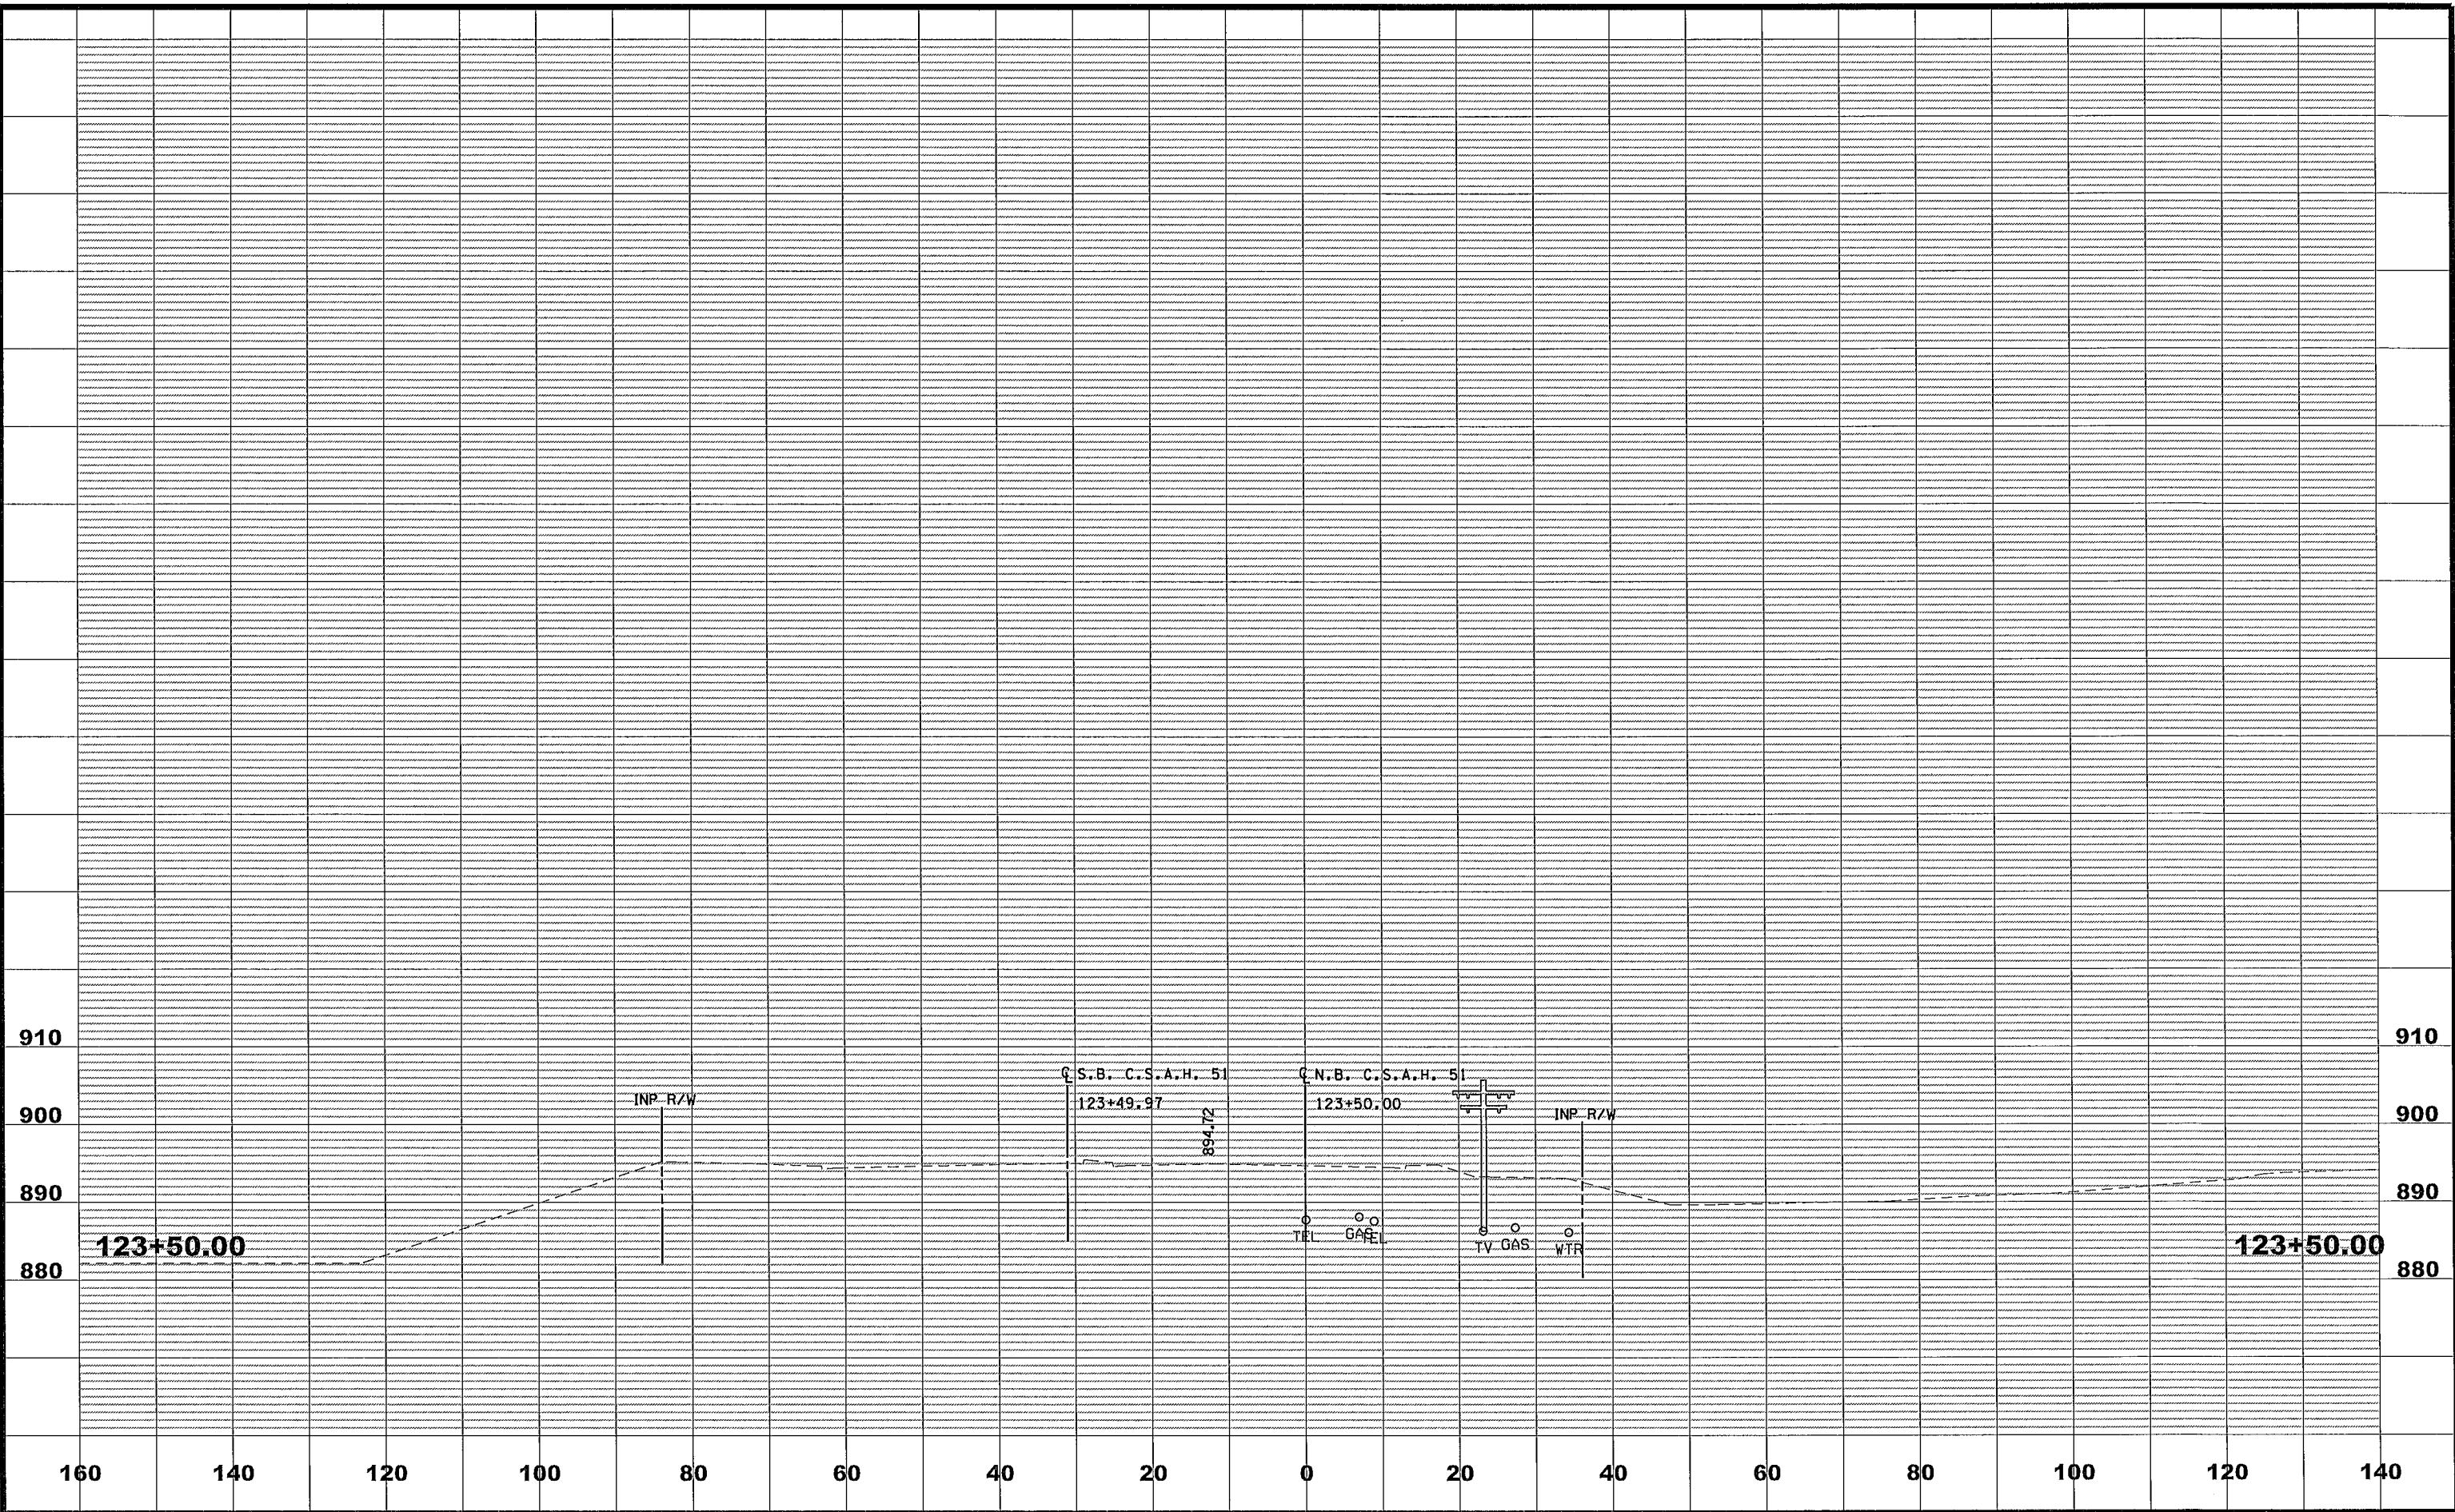 910 910
℄ S.B. C.S.A.H. 51 ℄ N.B. C.S.A.H. 51
INP R/W 123+49.97 123+50.00
900 894.72 INP R/W 900
890 890
TEL GAS TEL TV GAS WTR
123+50.00 123+50.00
880 880
160 140 120 100 80 60 40 20 0 20 40 60 80 100 120 140